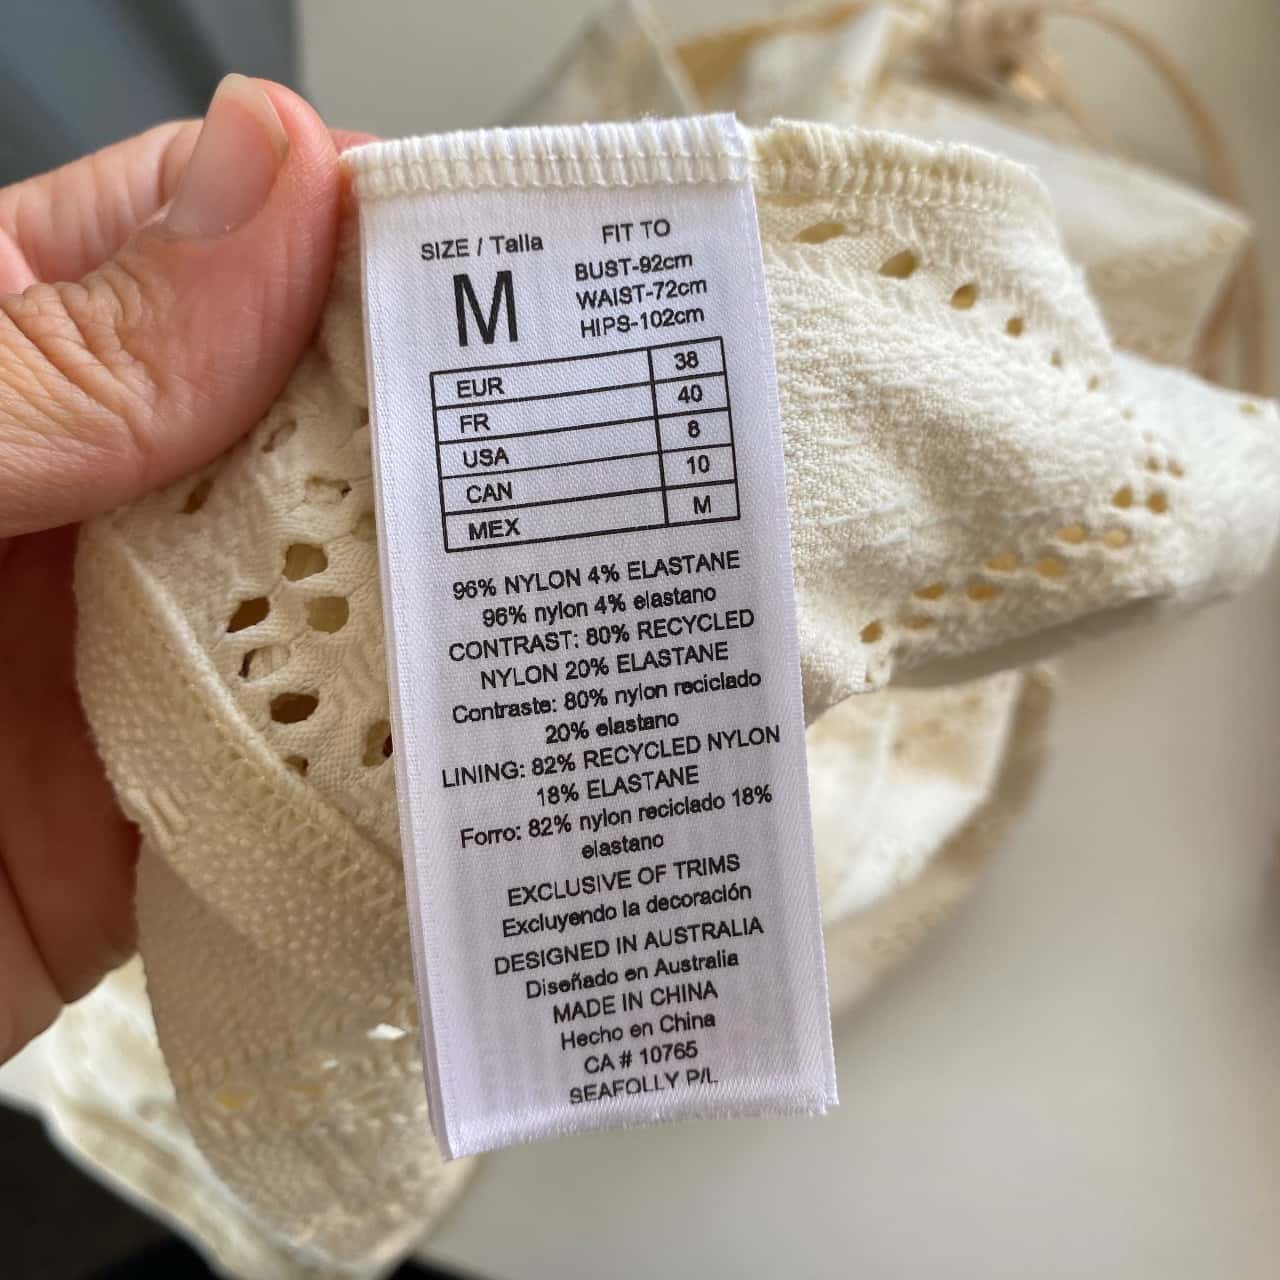 SIZE / Talla
M
FIT TO
BUST-92cm
WAIST-72cm
HIPS-102cm
EUR 38
FR 40
USA 8
CAN 10
MEX M
96% NYLON 4% ELASTANE
96% nylon 4% elastano
CONTRAST: 80% RECYCLED
NYLON 20% ELASTANE
Contraste: 80% nylon reciclado
20% elastano
LINING: 82% RECYCLED NYLON
18% ELASTANE
Forro: 82% nylon reciclado 18%
elastano
EXCLUSIVE OF TRIMS
Excluyendo la decoración
DESIGNED IN AUSTRALIA
Diseñado en Australia
MADE IN CHINA
Hecho en China
CA # 10765
SEAFOLLY P/L